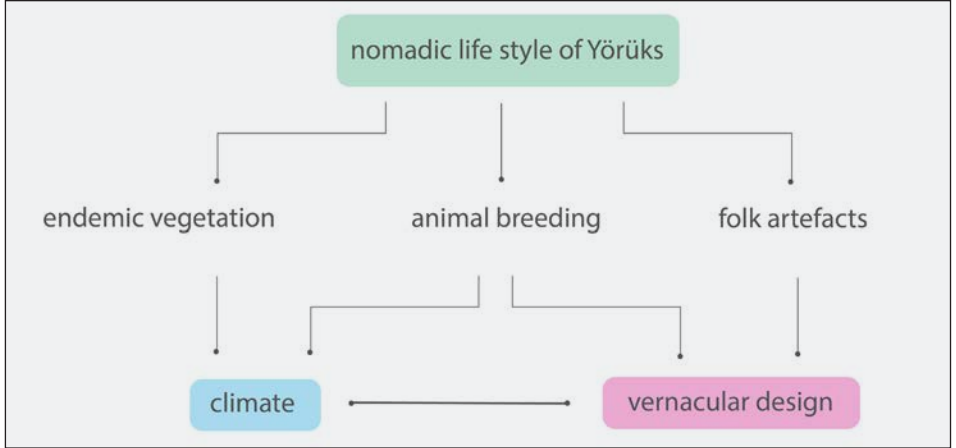 nomadic life style of Yörüks
endemic vegetation
animal breeding
folk artefacts
climate
vernacular design